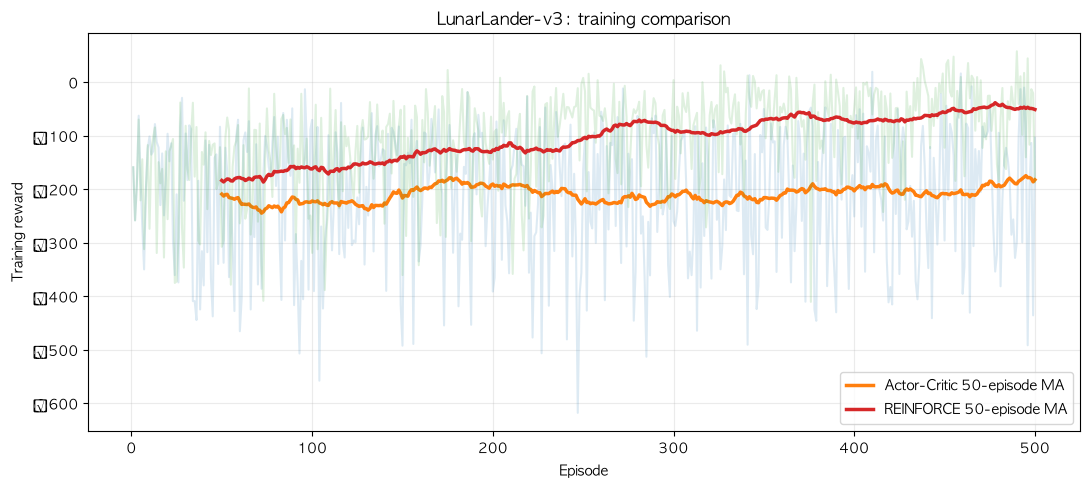 LunarLander-v3: training comparison
Training reward
0
100
200
300
400
500
600
Actor-Critic 50-episode MA
REINFORCE 50-episode MA
0
100
200
300
400
500
Episode